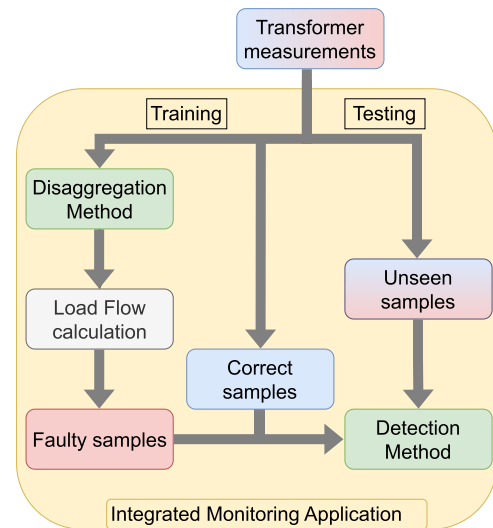 Transformer
measurements
Training
Testing
Disaggregation
Method
Load Flow
calculation
Unseen
samples
Correct
samples
Faulty samples
Detection
Method
Integrated Monitoring Application